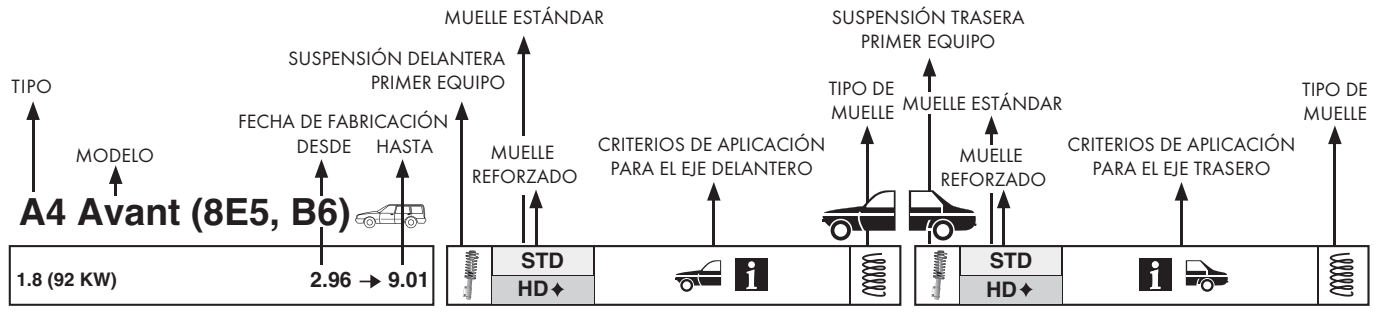 MUELLE ESTÁNDAR
SUSPENSIÓN TRASERA
PRIMER EQUIPO
SUSPENSIÓN DELANTERA
PRIMER EQUIPO
TIPO
TIPO DE
MUELLE
MUELLE ESTÁNDAR
TIPO DE
MUELLE
FECHA DE FABRICACIÓN
DESDE HASTA
MODELO
MUELLE
REFORZADO
CRITERIOS DE APLICACIÓN
PARA EL EJE DELANTERO
MUELLE
REFORZADO
CRITERIOS DE APLICACIÓN
PARA EL EJE TRASERO
A4 Avant (8E5, B6)
1.8 (92 KW) 2.96 → 9.01
STD
HD✦
i
STD
HD✦
i